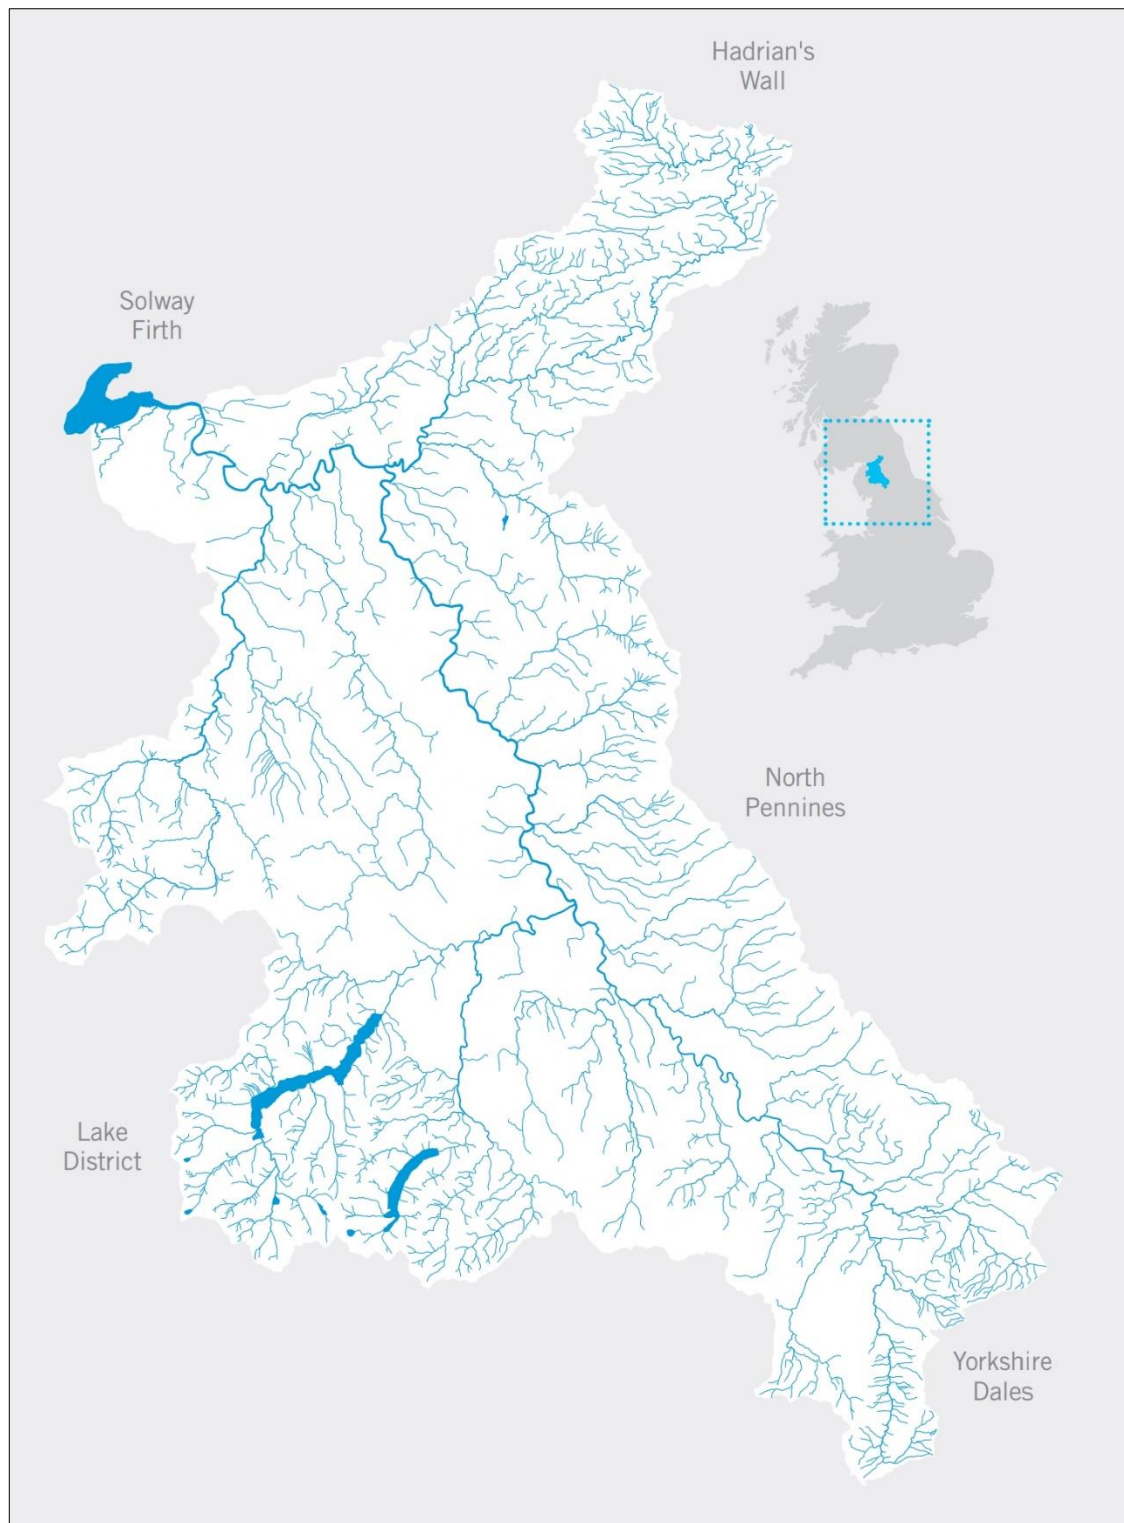 Hadrian's
Wall
Solway
Firth
North
Pennines
Lake
District
Yorkshire
Dales